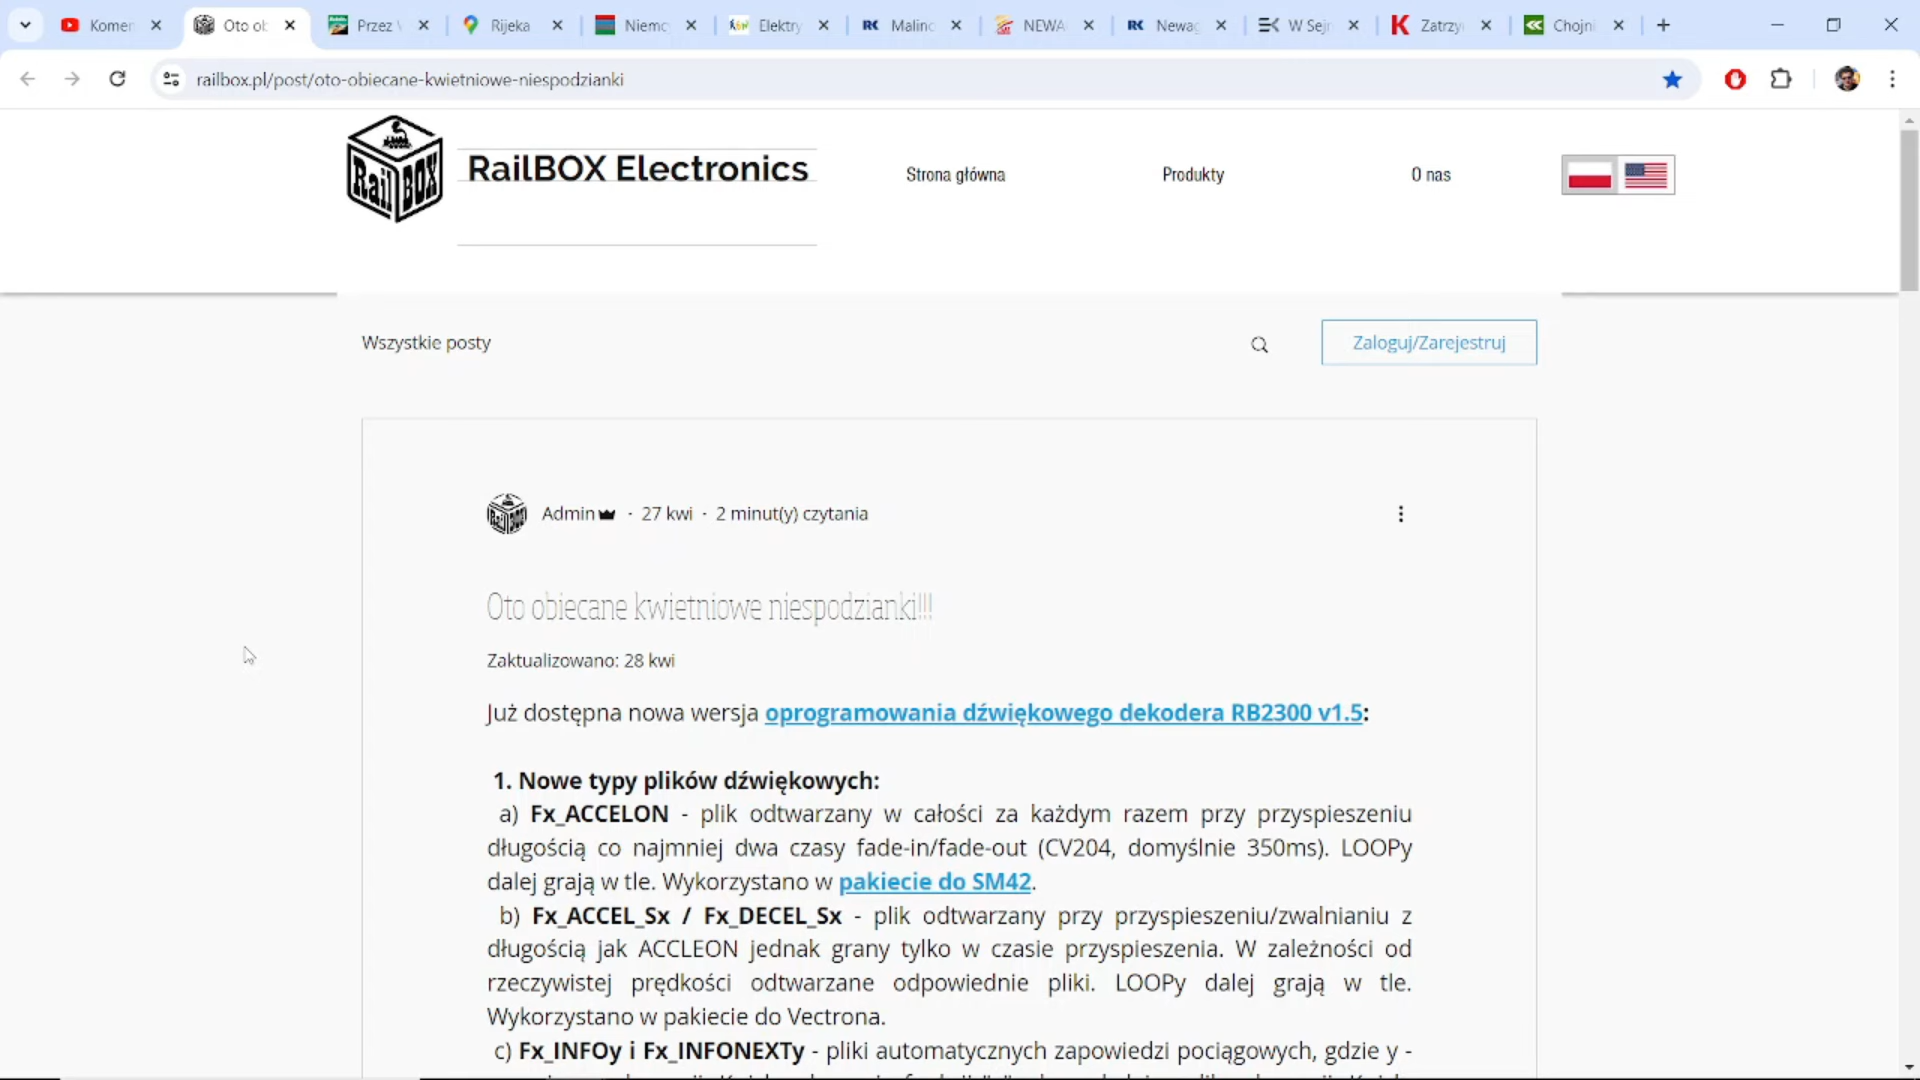 Komen
Oto ob
Przez
Rijeka
Niemc
Elektry
Malinc
NEWA
Newag
W Sejr
Zatrzy
Chojni
railbox.pl/post/oto-obiecane-kwietniowe-niespodzianki
RailBOX
RailBOX Electronics
Strona główna
Produkty
O nas
Wszystkie posty
Zaloguj/Zarejestruj
Admin · 27 kwi · 2 minut(y) czytania
Oto obiecane kwietniowe niespodzianki!!!
Zaktualizowano: 28 kwi
Już dostępna nowa wersja oprogramowania dźwiękowego dekodera RB2300 v1.5:
1. Nowe typy plików dźwiękowych:
a) Fx_ACCELON - plik odtwarzany w całości za każdym razem przy przyspieszeniu
długością co najmniej dwa czasy fade-in/fade-out (CV204, domyślnie 350ms). LOOPy
dalej grają w tle. Wykorzystano w pakiecie do SM42.
b) Fx_ACCEL_Sx / Fx_DECEL_Sx - plik odtwarzany przy przyspieszeniu/zwalnianiu z
długością jak ACCLEON jednak grany tylko w czasie przyspieszenia. W zależności od
rzeczywistej prędkości odtwarzane odpowiednie pliki. LOOPy dalej grają w tle.
Wykorzystano w pakiecie do Vectrona.
c) Fx_INFOy i Fx_INFONEXTy - pliki automatycznych zapowiedzi pociągowych, gdzie y -